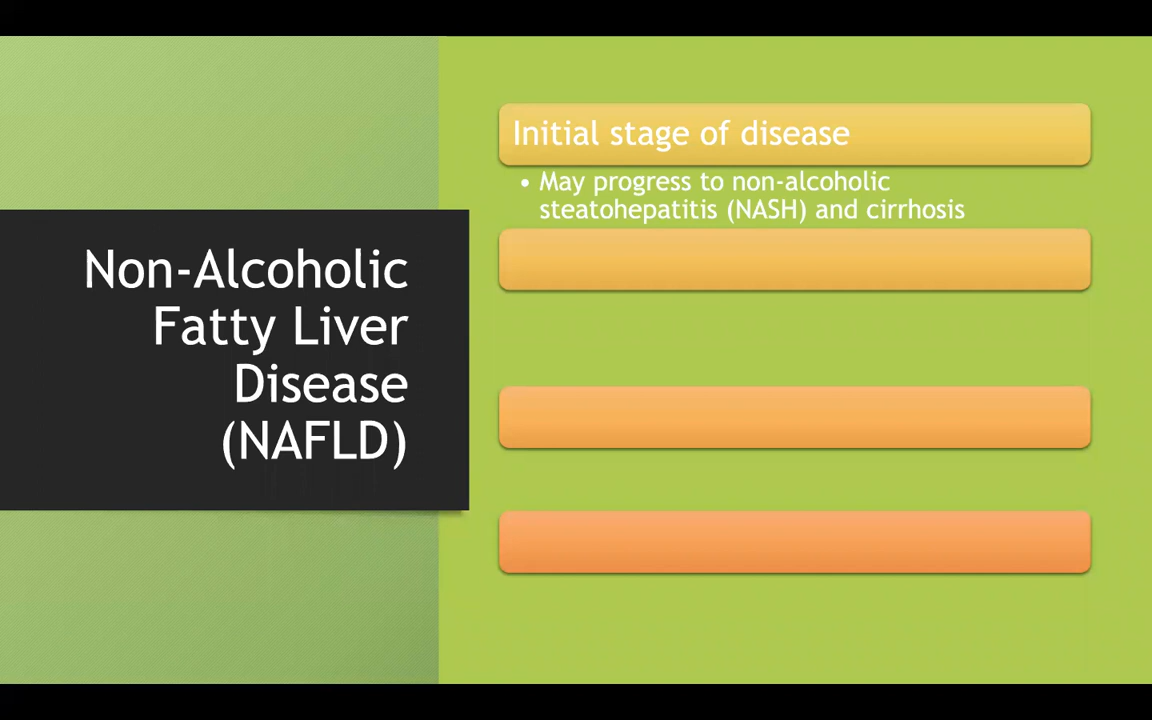 Non-Alcoholic
Fatty Liver
Disease
(NAFLD)
Initial stage of disease
• May progress to non-alcoholic
steatohepatitis (NASH) and cirrhosis